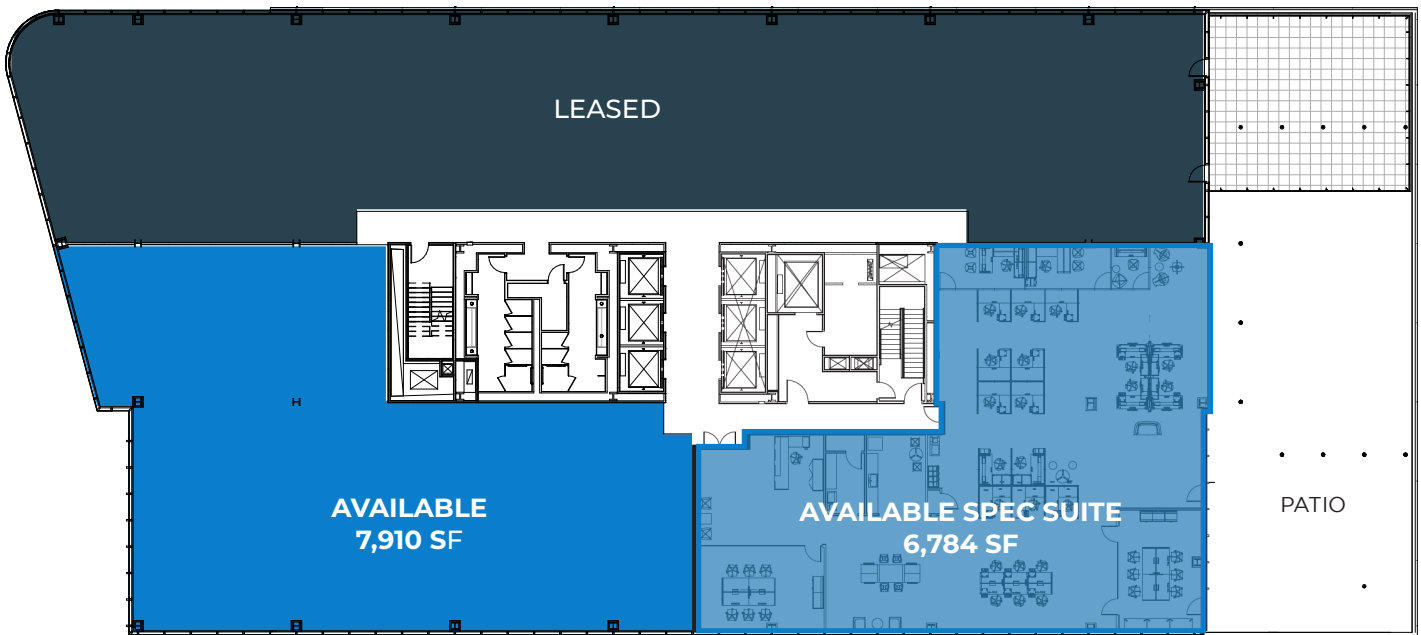 LEASED
AVAILABLE
7,910 SF
AVAILABLE SPEC SUITE
6,784 SF
PATIO